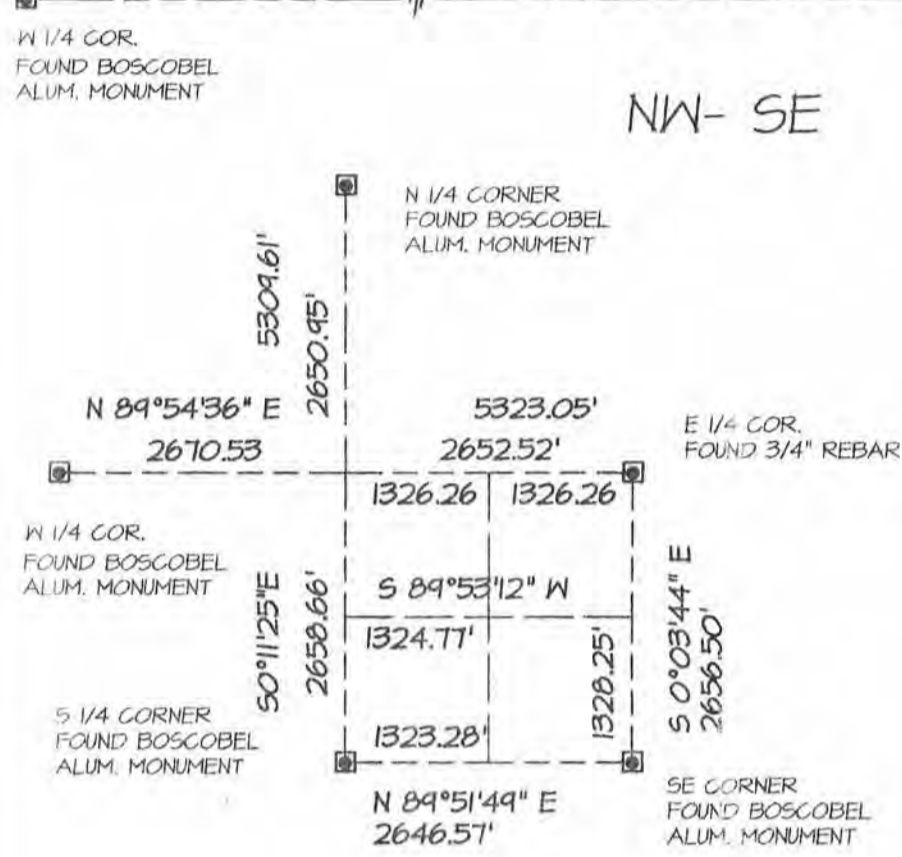 W 1/4 COR.
FOUND BOSCOBEL
ALUM. MONUMENT
NW- SE
N 1/4 CORNER
FOUND BOSCOBEL
ALUM. MONUMENT
5309.61'
2650.95'
N 89°54'36" E
2670.53
5323.05'
2652.52'
E 1/4 COR.
FOUND 3/4" REBAR
1326.26 1326.26
W 1/4 COR.
FOUND BOSCOBEL
ALUM. MONUMENT
S0°11'25"E
2658.66'
S 89°53'12" W
1324.77'
1328.25'
S 0°03'44" E
2656.50'
S 1/4 CORNER
FOUND BOSCOBEL
ALUM. MONUMENT
1323.28'
N 89°51'49" E
2646.57'
SE CORNER
FOUND BOSCOBEL
ALUM. MONUMENT